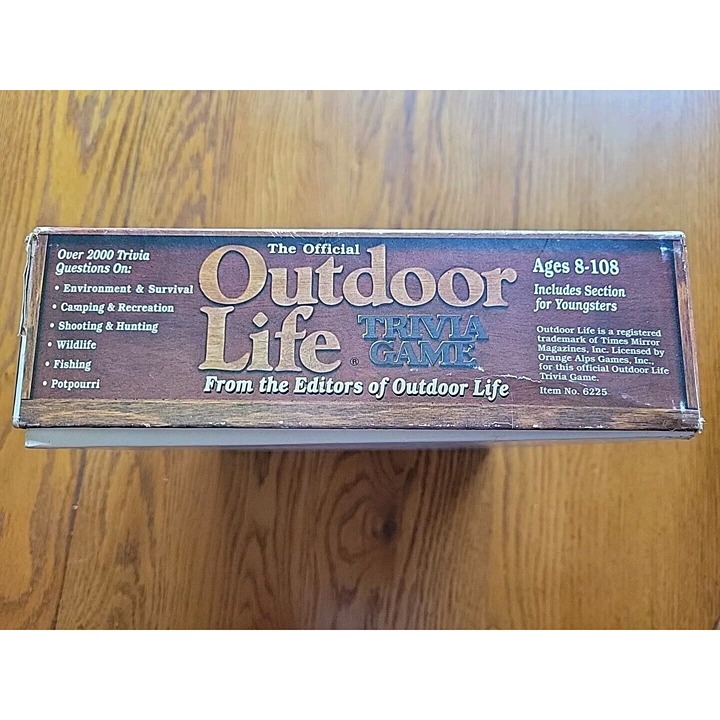 Over 2000 Trivia
Questions On:
• Environment & Survival
• Camping & Recreation
• Shooting & Hunting
• Wildlife
• Fishing
• Potpourri
The Official
Outdoor
Life®
TRIVIA
GAME
From the Editors of Outdoor Life
Ages 8-108
Includes Section
for Youngsters
Outdoor Life is a registered
trademark of Times Mirror
Magazines, Inc. Licensed by
Orange Alps Games, Inc.,
for this official Outdoor Life
Trivia Game.
Item No. 6225